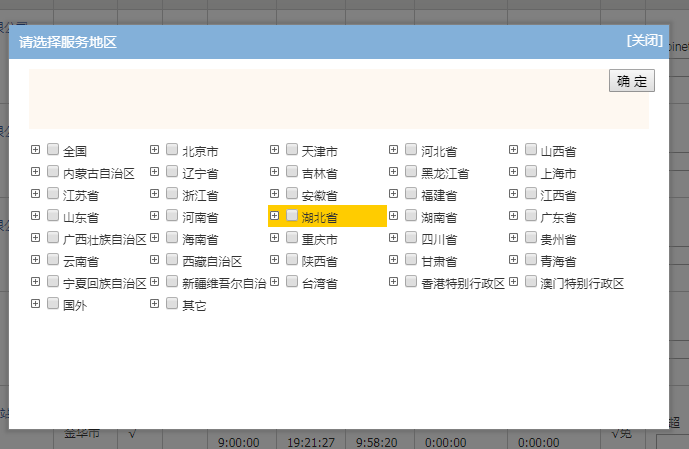 请选择服务地区 [关闭]
确 定
全国 北京市 天津市 河北省 山西省
内蒙古自治区 辽宁省 吉林省 黑龙江省 上海市
江苏省 浙江省 安徽省 福建省 江西省
山东省 河南省 湖北省 湖南省 广东省
广西壮族自治区 海南省 重庆市 四川省 贵州省
云南省 西藏自治区 陕西省 甘肃省 青海省
宁夏回族自治区 新疆维吾尔自治 台湾省 香港特别行政区 澳门特别行政区
国外 其它
超
金华市 √ √免
9:00:00 19:21:27 9:58:20 0:00:00 0:00:00